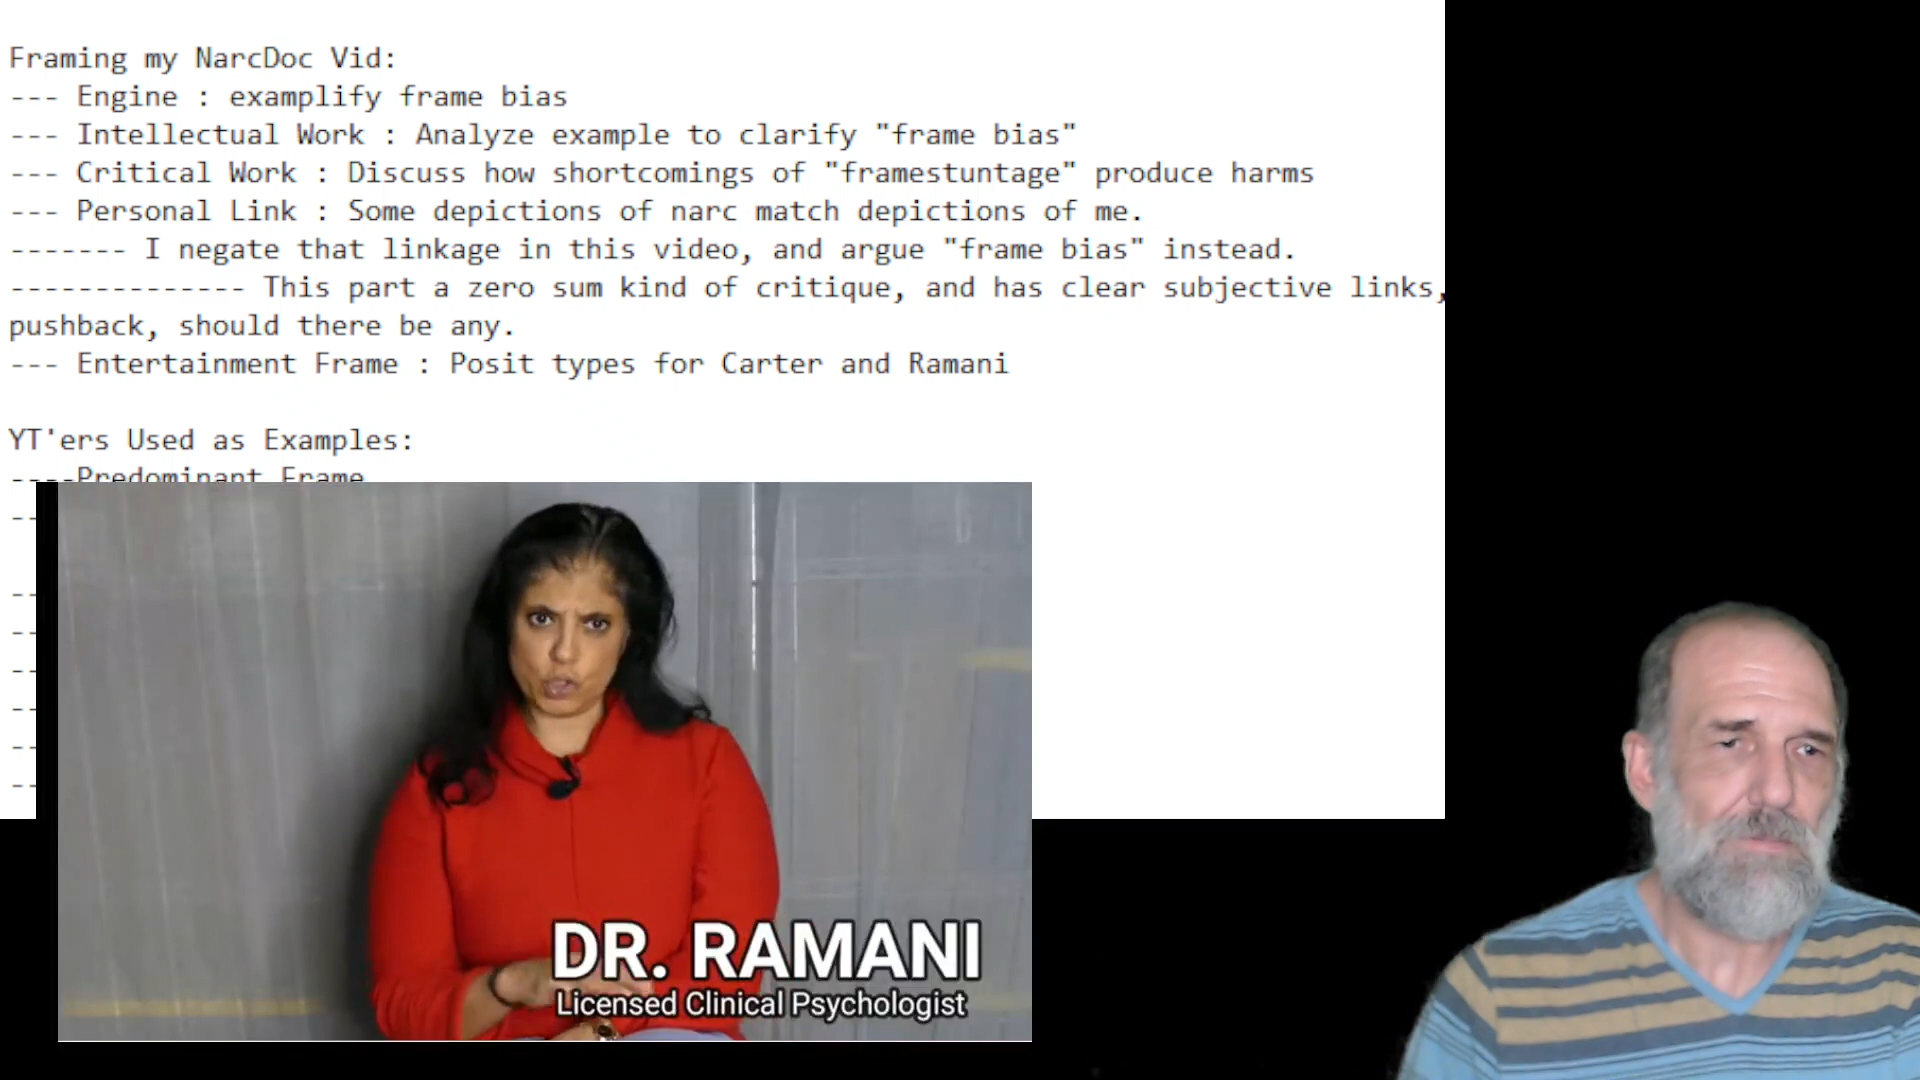 Framing my NarcDoc Vid:
--- Engine : examplify frame bias
--- Intellectual Work : Analyze example to clarify "frame bias"
--- Critical Work : Discuss how shortcomings of "framestuntage" produce harms
--- Personal Link : Some depictions of narc match depictions of me.
------- I negate that linkage in this video, and argue "frame bias" instead.
-------------- This part a zero sum kind of critique, and has clear subjective links,
pushback, should there be any.
--- Entertainment Frame : Posit types for Carter and Ramani
YT'ers Used as Examples:
----Predominant Frame
--
--
--
--
--
--
--
DR. RAMANI
Licensed Clinical Psychologist